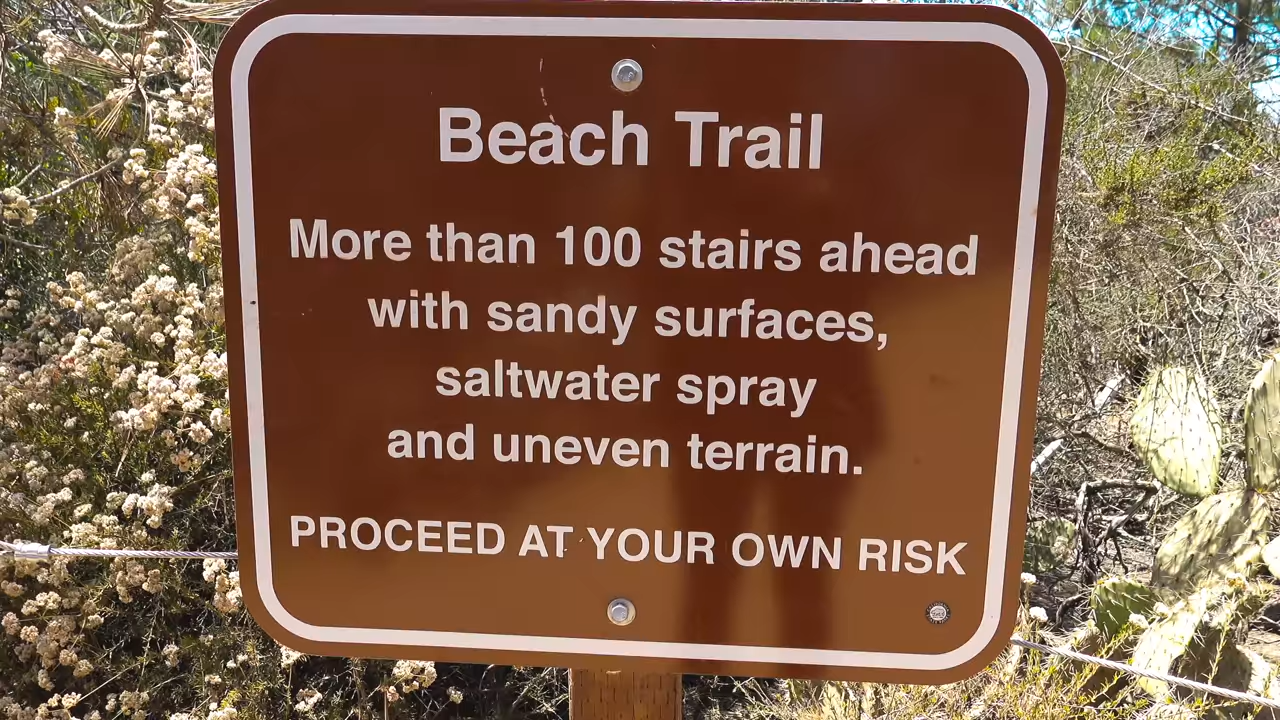 Beach Trail
More than 100 stairs ahead
with sandy surfaces,
saltwater spray
and uneven terrain.
PROCEED AT YOUR OWN RISK